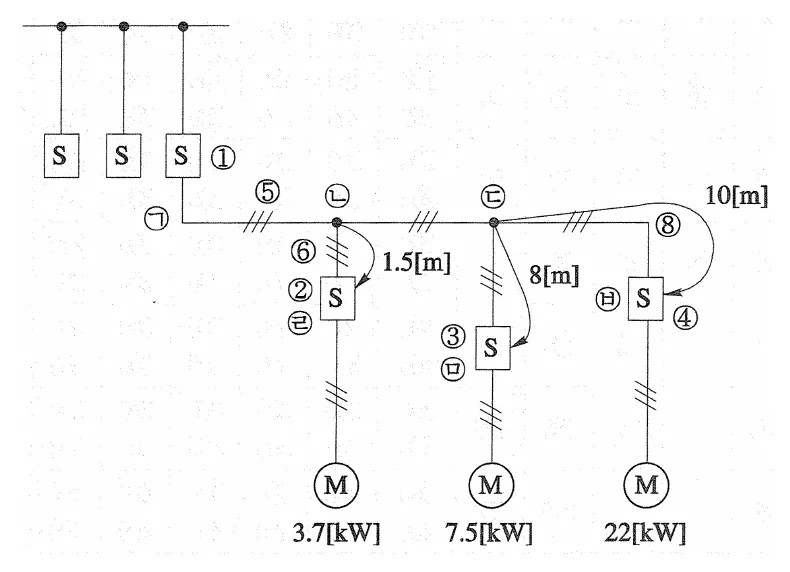 S S S ①
⑤ ㉡ ㉢ 10[m]
㉠ ⑧
⑥ 1.5[m] 8[m]
② S ㉥ S
㉣ ③ S ④
㉤
M M M
3.7[kW] 7.5[kW] 22[kW]